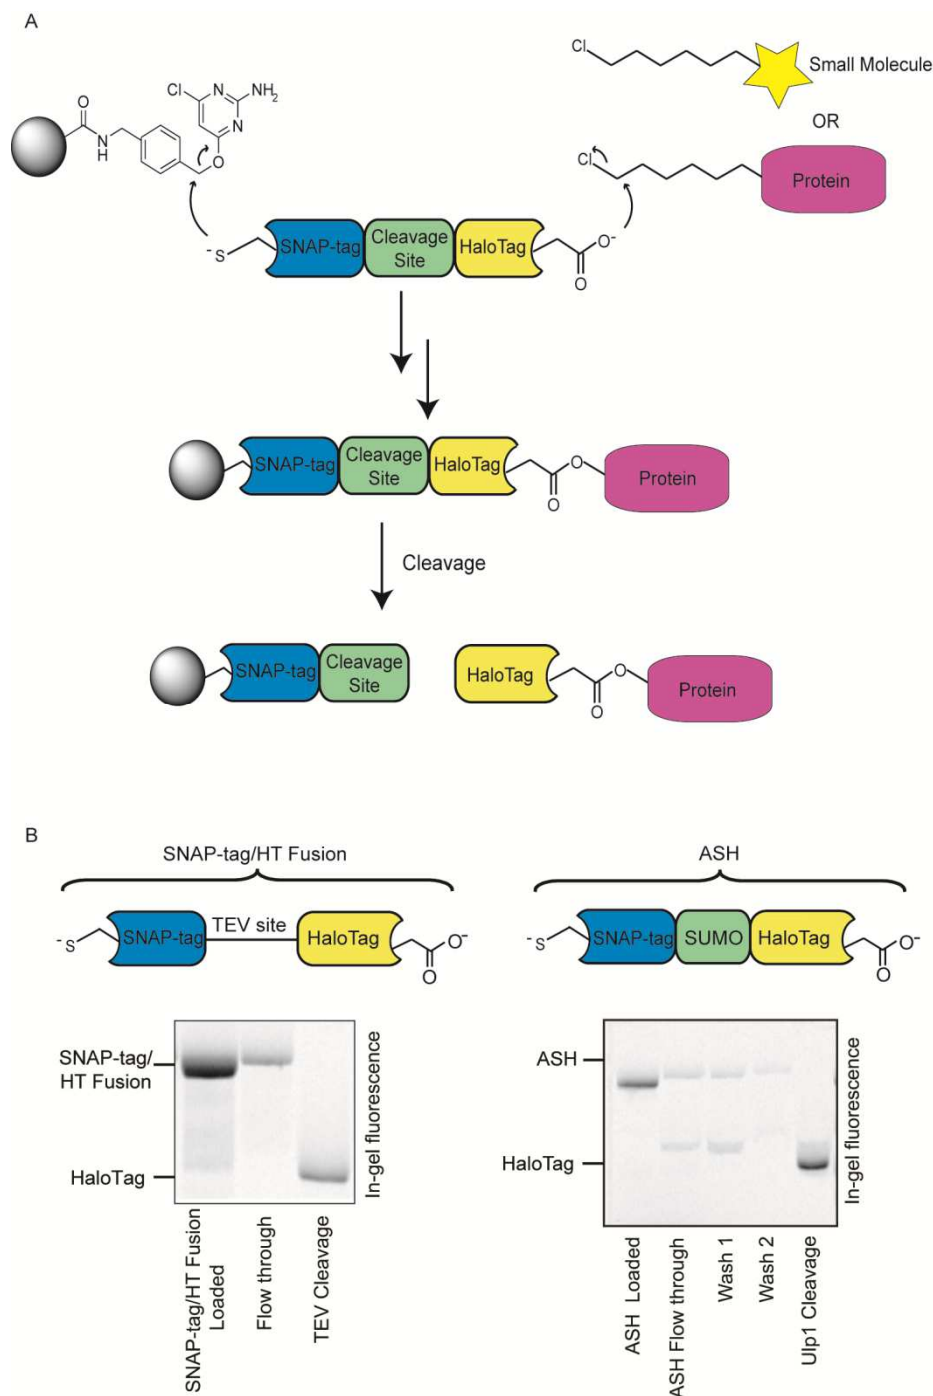 A
Cl
Small Molecule
O
Cl
N
NH₂
N
H
N
O
OR
Cl
Protein
⁻S
SNAP-tag
Cleavage
Site
HaloTag
O⁻
O
SNAP-tag
Cleavage
Site
HaloTag
O
O
Protein
Cleavage
SNAP-tag
Cleavage
Site
HaloTag
O
O
Protein
B
SNAP-tag/HT Fusion
ASH
⁻S
SNAP-tag
TEV site
HaloTag
O⁻
O
⁻S
SNAP-tag
SUMO
HaloTag
O⁻
O
SNAP-tag/
HT Fusion
HaloTag
In-gel fluorescence
SNAP-tag/HT Fusion
Loaded
Flow through
TEV Cleavage
ASH
HaloTag
In-gel fluorescence
ASH Loaded
ASH Flow through
Wash 1
Wash 2
Ulp1 Cleavage